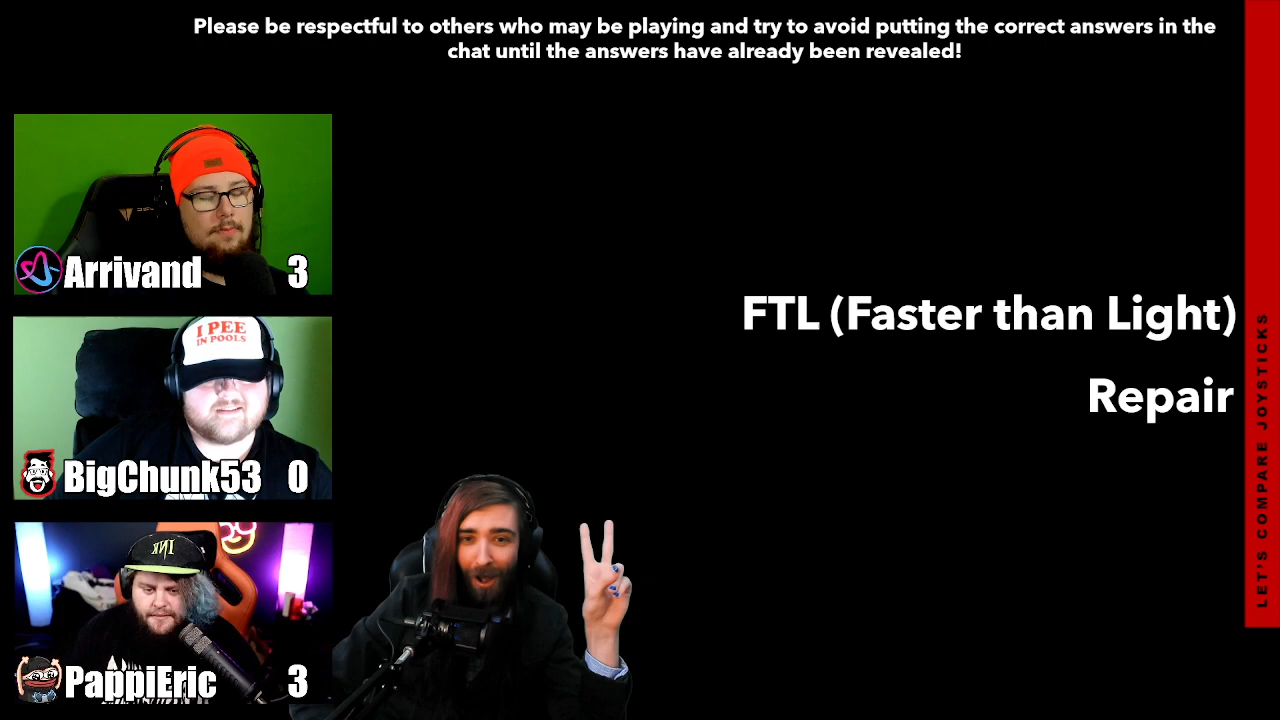 Please be respectful to others who may be playing and try to avoid putting the correct answers in the
chat until the answers have already been revealed!
Arrivand 3
I PEE
IN POOLS
BigChunk53 0
INK
PappiEric 3
FTL (Faster than Light)
Repair
LET'S COMPARE JOYSTICKS